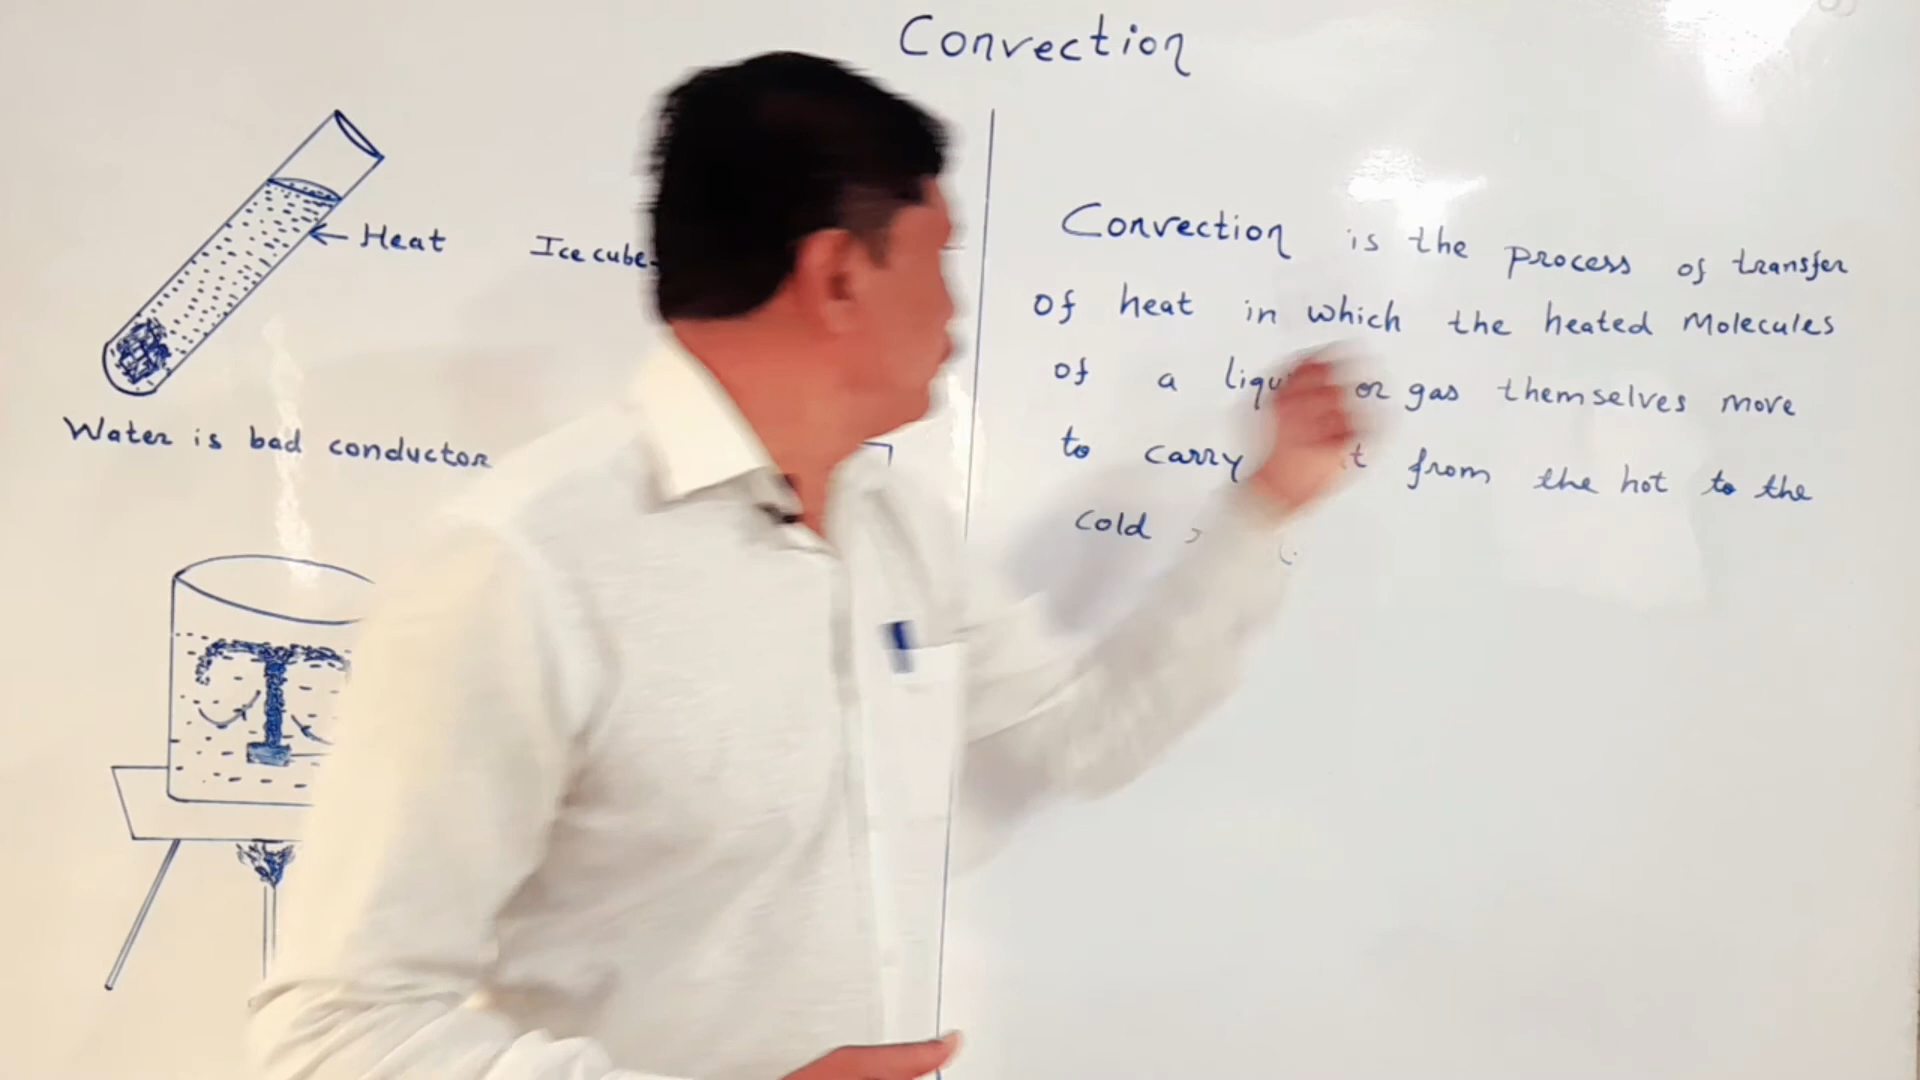 Convection
Heat
Ice cube
Water is bad conductor
Convection is the process of transfer
of heat in which the heated Molecules
of a or gas themselves move
to carry from the hot to the
cold